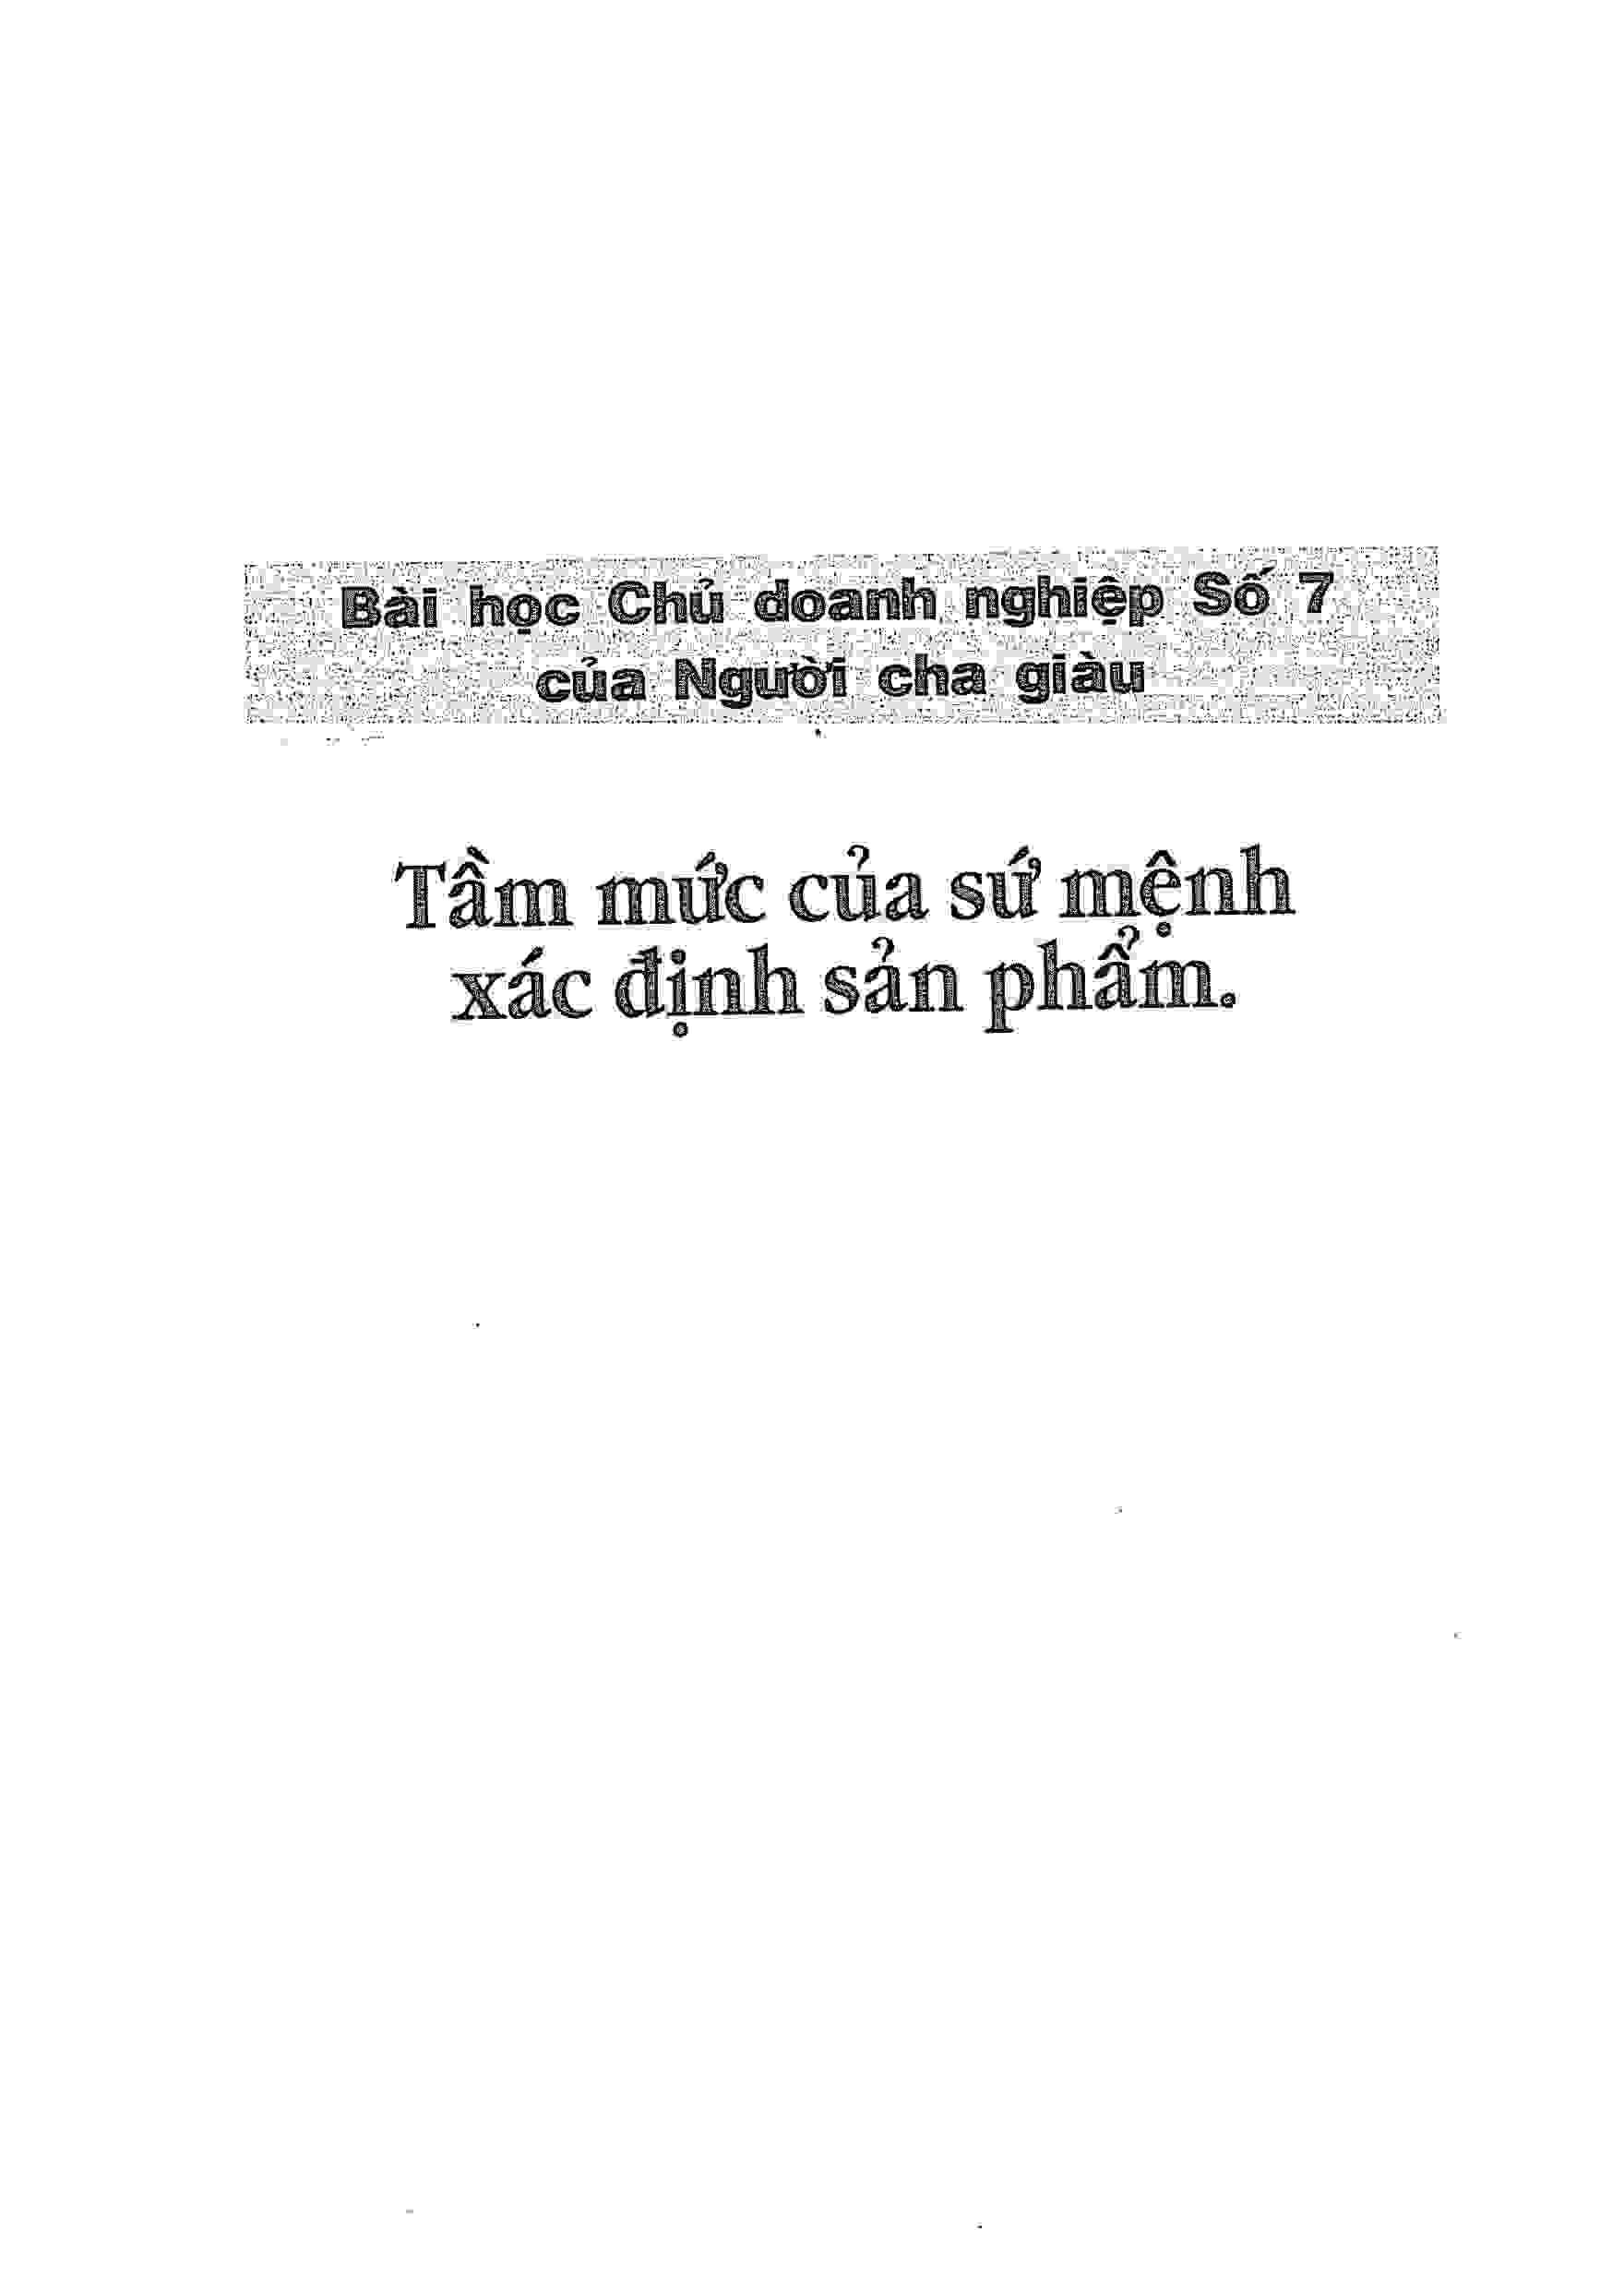 Bài học Chủ doanh nghiệp Số 7
của Người cha giàu
Tầm mức của sứ mệnh
xác định sản phẩm.